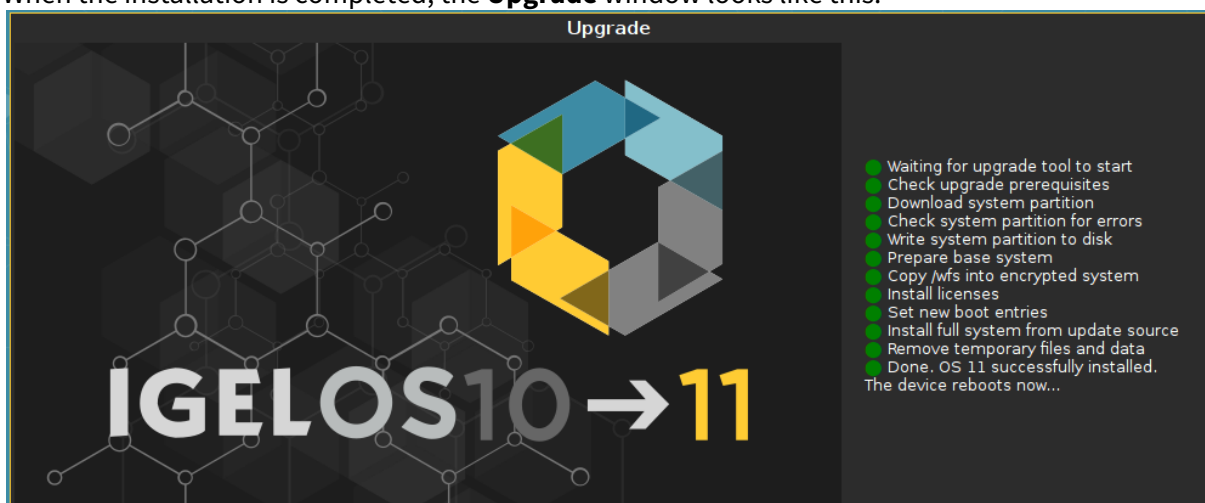 When the installation is completed, the Upgrade window looks like this:
Upgrade
Waiting for upgrade tool to start
Check upgrade prerequisites
Download system partition
Check system partition for errors
Write system partition to disk
Prepare base system
Copy /wfs into encrypted system
Install licenses
Set new boot entries
Install full system from update source
Remove temporary files and data
Done. OS 11 successfully installed.
The device reboots now...
IGELOS10→11